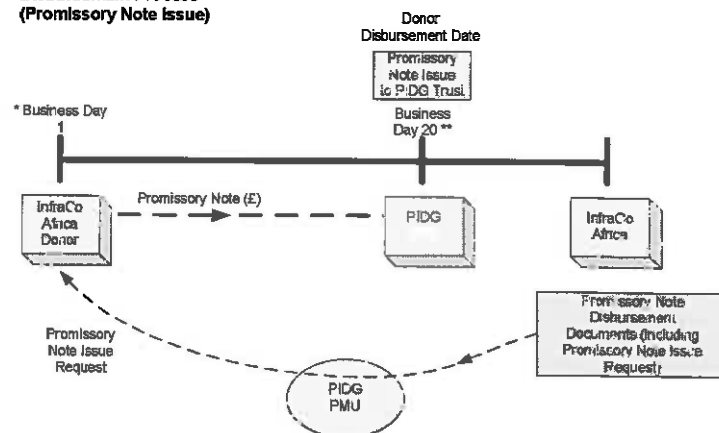 (Promissory Note Issue)
Donor
Disbursement Date
Promissory
Note Issue
to PIDG Trust
* Business Day
1
Business
Day 20 **
InfraCo
Africa
Donor
Promissory Note (£)
PIDG
InfraCo
Africa
Promissory
Note Issue
Request
Promissory Note
Disbursement
Documents (including
Promissory Note Issue
Request)
PIDG
PMU